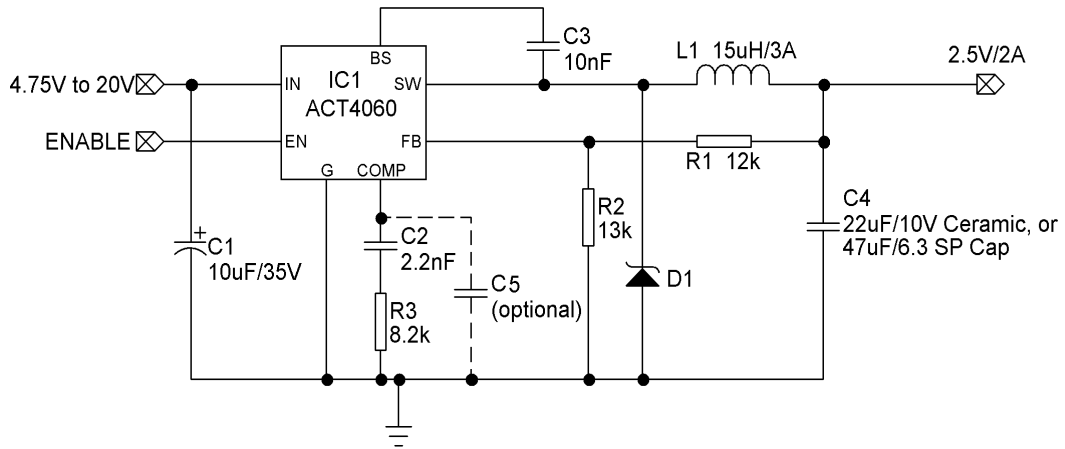 BS
C3
10nF
L1 15uH/3A
2.5V/2A
4.75V to 20V
IN
IC1
ACT4060
SW
ENABLE
EN
FB
R1 12k
G
COMP
C4
22uF/10V Ceramic, or
47uF/6.3 SP Cap
R2
13k
+
C1
10uF/35V
C2
2.2nF
C5
(optional)
D1
R3
8.2k